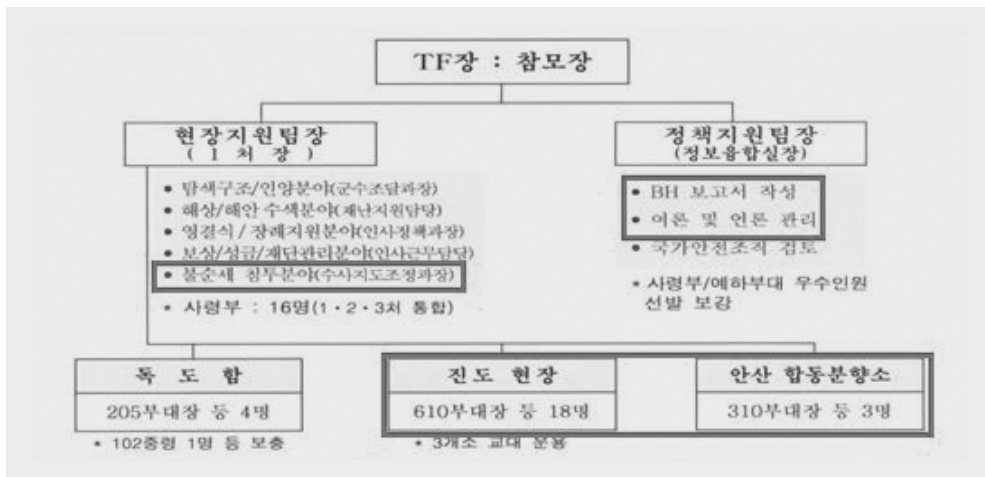 TF장 : 참모장
현장지원팀장
( 1 처 장 )
• 탐색구조/인양분야(군수조달과장)
• 해상/해안 수색분야(재난지원담당)
• 영결식 / 장례지원분야(인사정책과장)
• 보상/성금/재단관리분야(인사근무담당)
• 불순세 침투분야(수사지도조정과장)
* 사령부 : 16명(1・2・3처 통합)
정책지원팀장
(정보융합실장)
• BH 보고서 작성
• 여론 및 언론 관리
• 국가안전조직 검토
* 사령부/예하부대 우수인원
선발 보강
독 도 함
205부대장 등 4명
* 102중령 1명 등 보충
진도 현장
610부대장 등 18명
* 3개소 교대 운용
안산 합동분향소
310부대장 등 3명